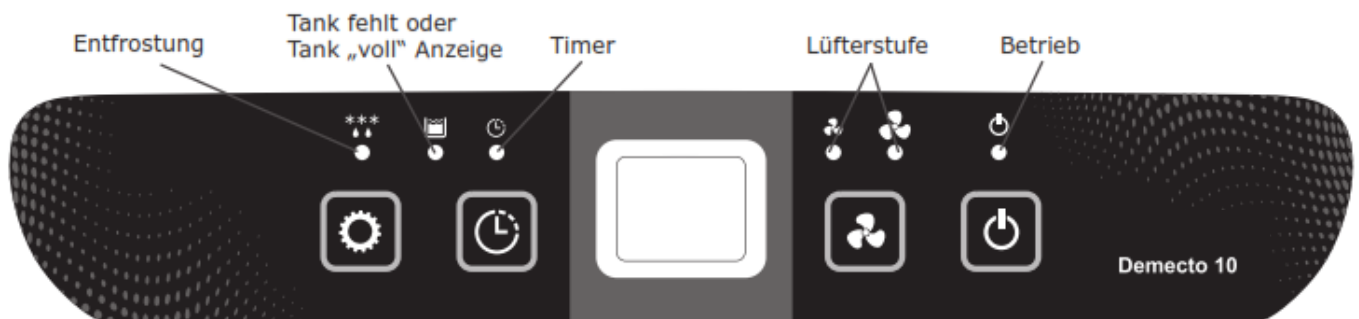 Entfrostung
Tank fehlt oder
Tank „voll“ Anzeige
Timer
Lüfterstufe
Betrieb
Demecto 10